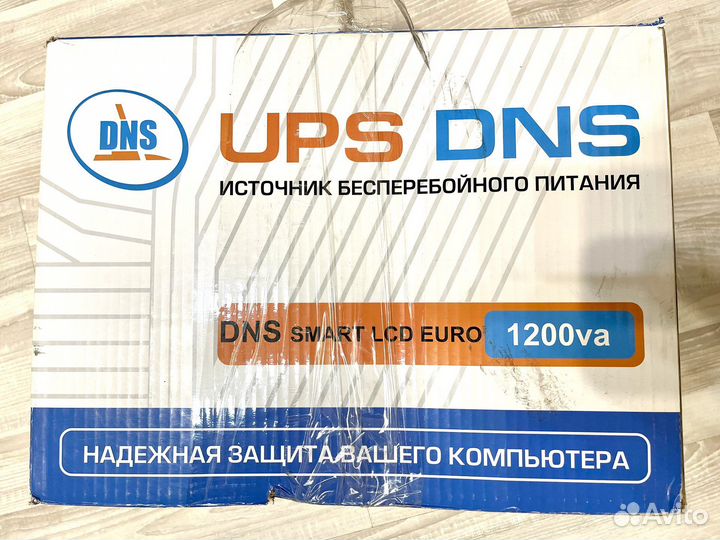 DNS
UPS DNS
ИСТОЧНИК БЕСПЕРЕБОЙНОГО ПИТАНИЯ
DNS SMART LCD EURO 1200va
НАДЕЖНАЯ ЗАЩИТА ВАШЕГО КОМПЬЮТЕРА
Avito